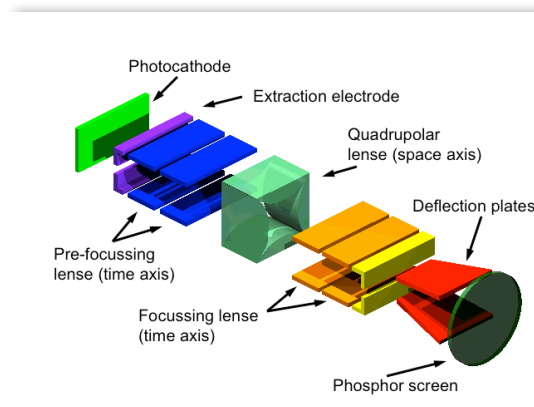 Photocathode
Extraction electrode
Quadrupolar
lense (space axis)
Deflection plates
Pre-focussing
lense (time axis)
Focussing lense
(time axis)
Phosphor screen